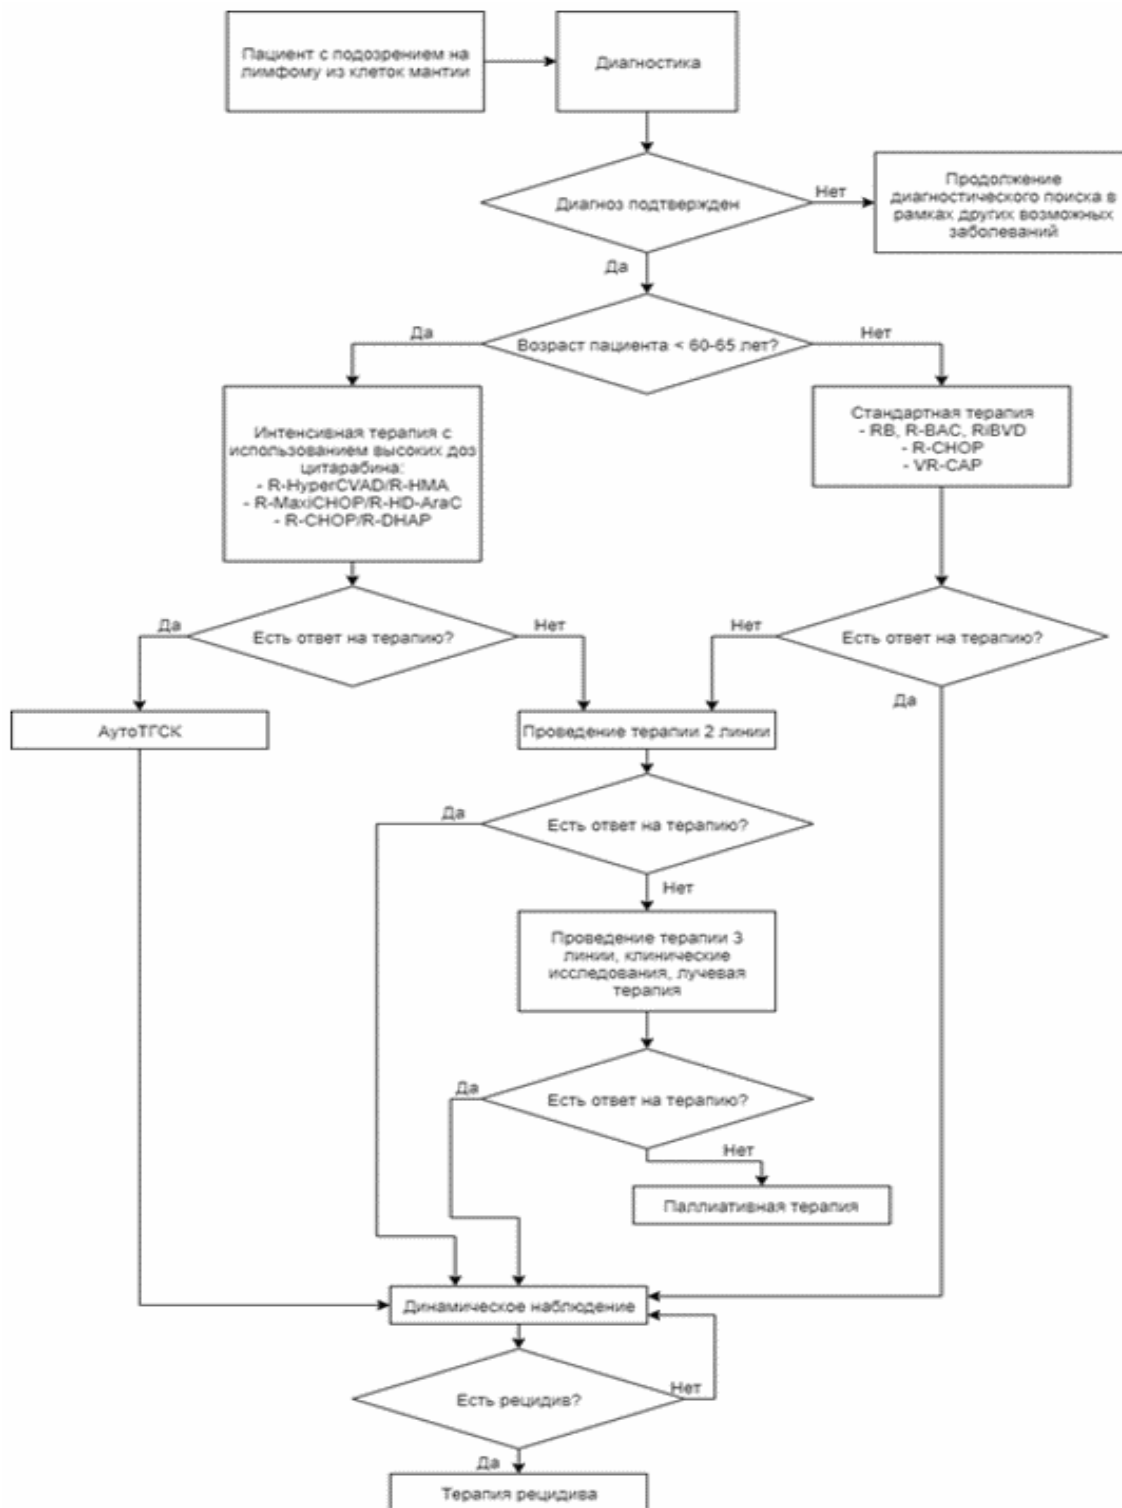 Пациент с подозрением на
лимфому из клеток мантии
Диагностика
Диагноз подтвержден
Нет
Продолжение
диагностического поиска в
рамках других возможных
заболеваний
Да
Возраст пациента < 60-65 лет?
Да
Нет
Интенсивная терапия с
использованием высоких доз
цитарабина:
- R-HyperCVAD/R-HMA
- R-MaxiCHOP/R-HD-AraC
- R-CHOP/R-DHAP
Стандартная терапия
- RB, R-BAC, RiBVD
- R-CHOP
- VR-CAP
Есть ответ на терапию?
Да
Нет
Есть ответ на терапию?
Нет
Да
АутоТГСК
Проведение терапии 2 линии
Есть ответ на терапию?
Да
Нет
Проведение терапии 3
линии, клинические
исследования, лучевая
терапия
Есть ответ на терапию?
Да
Нет
Паллиативная терапия
Динамическое наблюдение
Есть рецидив?
Нет
Да
Терапия рецидива